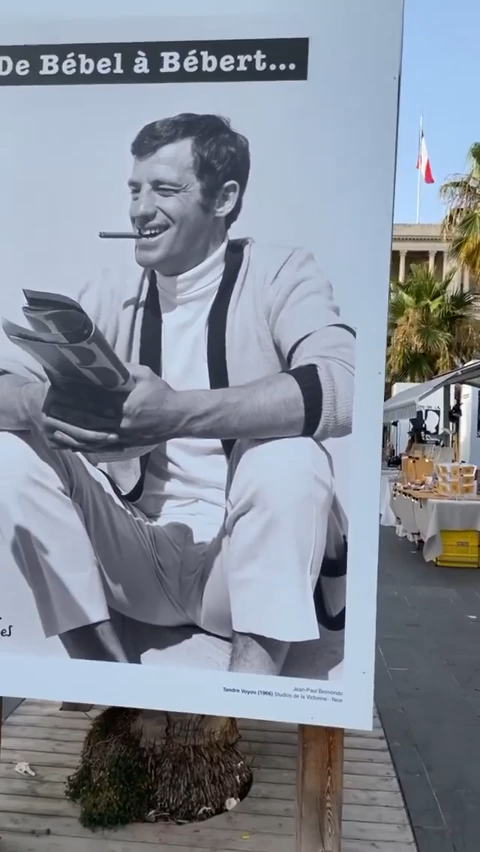 De Bébel à Bébert...
Jean-Paul Belmondo
Tendre Voyou (1966) Studios de la Victorine - Nice